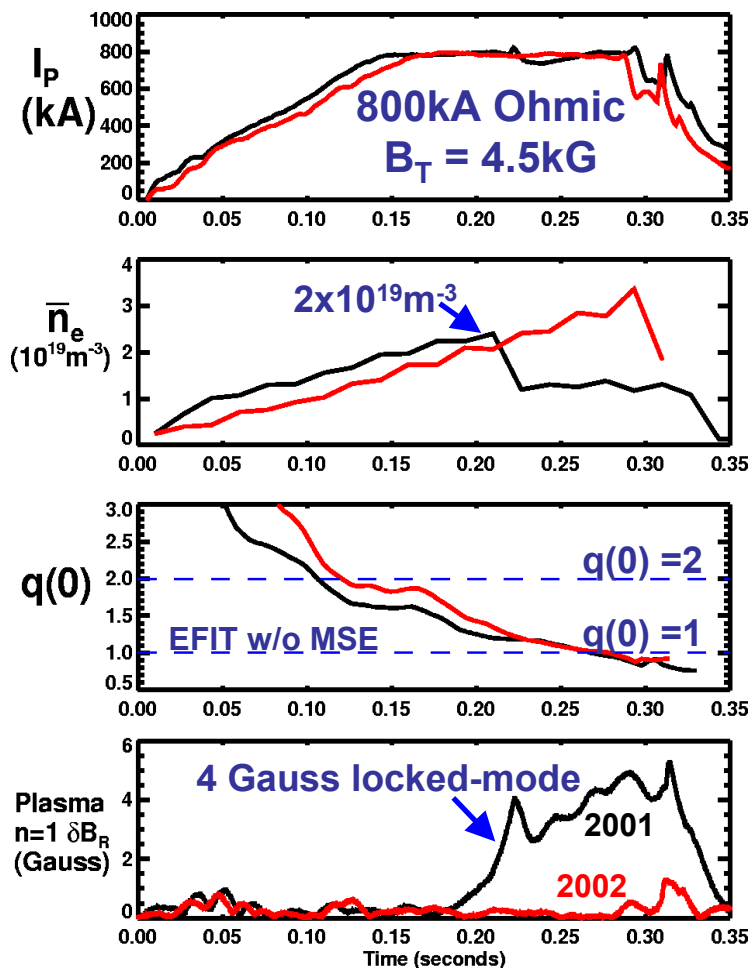 I_P
(kA)
1000
800
600
400
200
0
800kA Ohmic
B_T = 4.5kG
0.00 0.05 0.10 0.15 0.20 0.25 0.30 0.35
n̅_e
(10^19m^-3)
4
3
2
1
0
2x10^19m^-3
0.00 0.05 0.10 0.15 0.20 0.25 0.30 0.35
q(0)
3.0
2.5
2.0
1.5
1.0
0.5
q(0) =2
EFIT w/o MSE
q(0) =1
0.00 0.05 0.10 0.15 0.20 0.25 0.30 0.35
Plasma
n=1 δB_R
(Gauss)
6
4
2
0
4 Gauss locked-mode
2001
2002
0.00 0.05 0.10 0.15 0.20 0.25 0.30 0.35
Time (seconds)